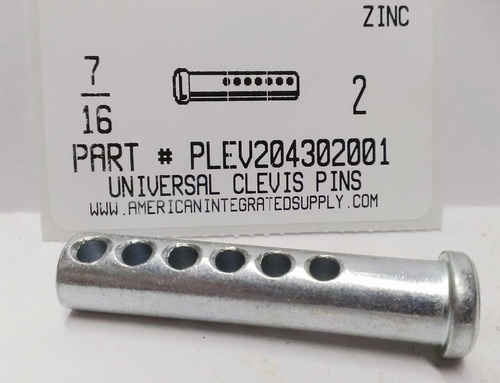 ZINC
7
16
2
PART # PLEV204302001
UNIVERSAL CLEVIS PINS
WWW.AMERICANINTEGRATEDSUPPLY.COM